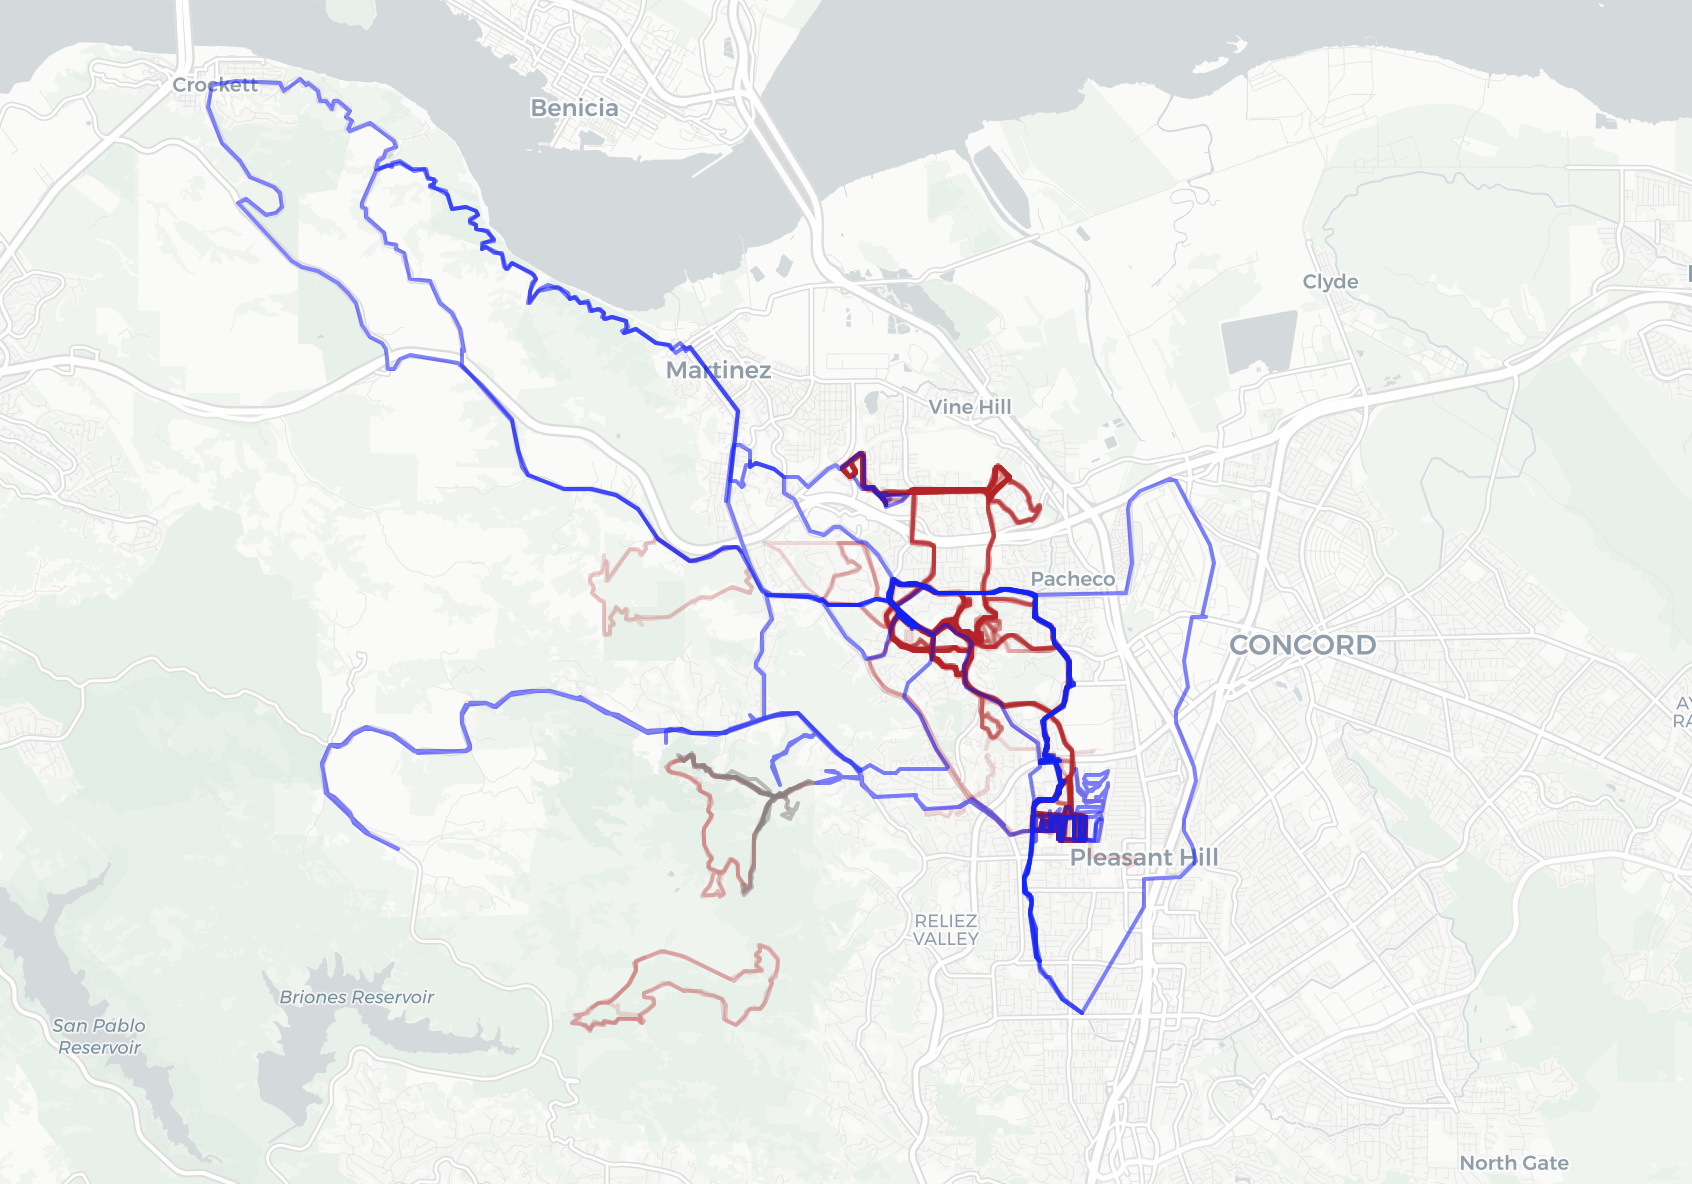 Crockett
Benicia
Clyde
Martinez
Vine Hill
Pacheco
CONCORD
Pleasant Hill
RELIEZ
VALLEY
Briones Reservoir
San Pablo
Reservoir
North Gate